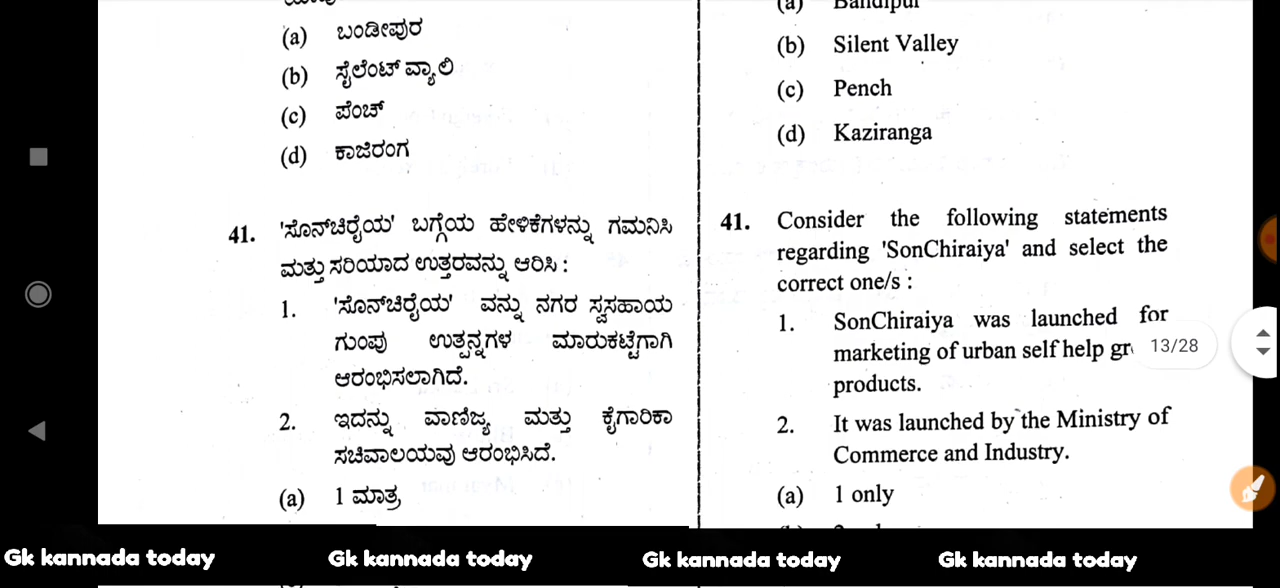 (a) ಬಂಡೀಪುರ
(b) ಸೈಲೆಂಟ್ ವ್ಯಾಲಿ
(c) ಪೆಂಚ್
(d) ಕಾಜಿರಂಗ
41. 'ಸೊನ್‌ಚಿರೈಯ' ಬಗ್ಗೆಯ ಹೇಳಿಕೆಗಳನ್ನು ಗಮನಿಸಿ
ಮತ್ತು ಸರಿಯಾದ ಉತ್ತರವನ್ನು ಆರಿಸಿ :
1. 'ಸೊನ್‌ಚಿರೈಯ' ವನ್ನು ನಗರ ಸ್ವಸಹಾಯ
ಗುಂಪು ಉತ್ಪನ್ನಗಳ ಮಾರುಕಟ್ಟೆಗಾಗಿ
ಆರಂಭಿಸಲಾಗಿದೆ.
2. ಇದನ್ನು ವಾಣಿಜ್ಯ ಮತ್ತು ಕೈಗಾರಿಕಾ
ಸಚಿವಾಲಯವು ಆರಂಭಿಸಿದೆ.
(a) 1 ಮಾತ್ರ
(a) Bandipur
(b) Silent Valley
(c) Pench
(d) Kaziranga
41. Consider the following statements
regarding 'SonChiraiya' and select the
correct one/s :
1. SonChiraiya was launched for
marketing of urban self help
products.
2. It was launched by the Ministry of
Commerce and Industry.
(a) 1 only
13/28
Gk kannada today Gk kannada today Gk kannada today Gk kannada today